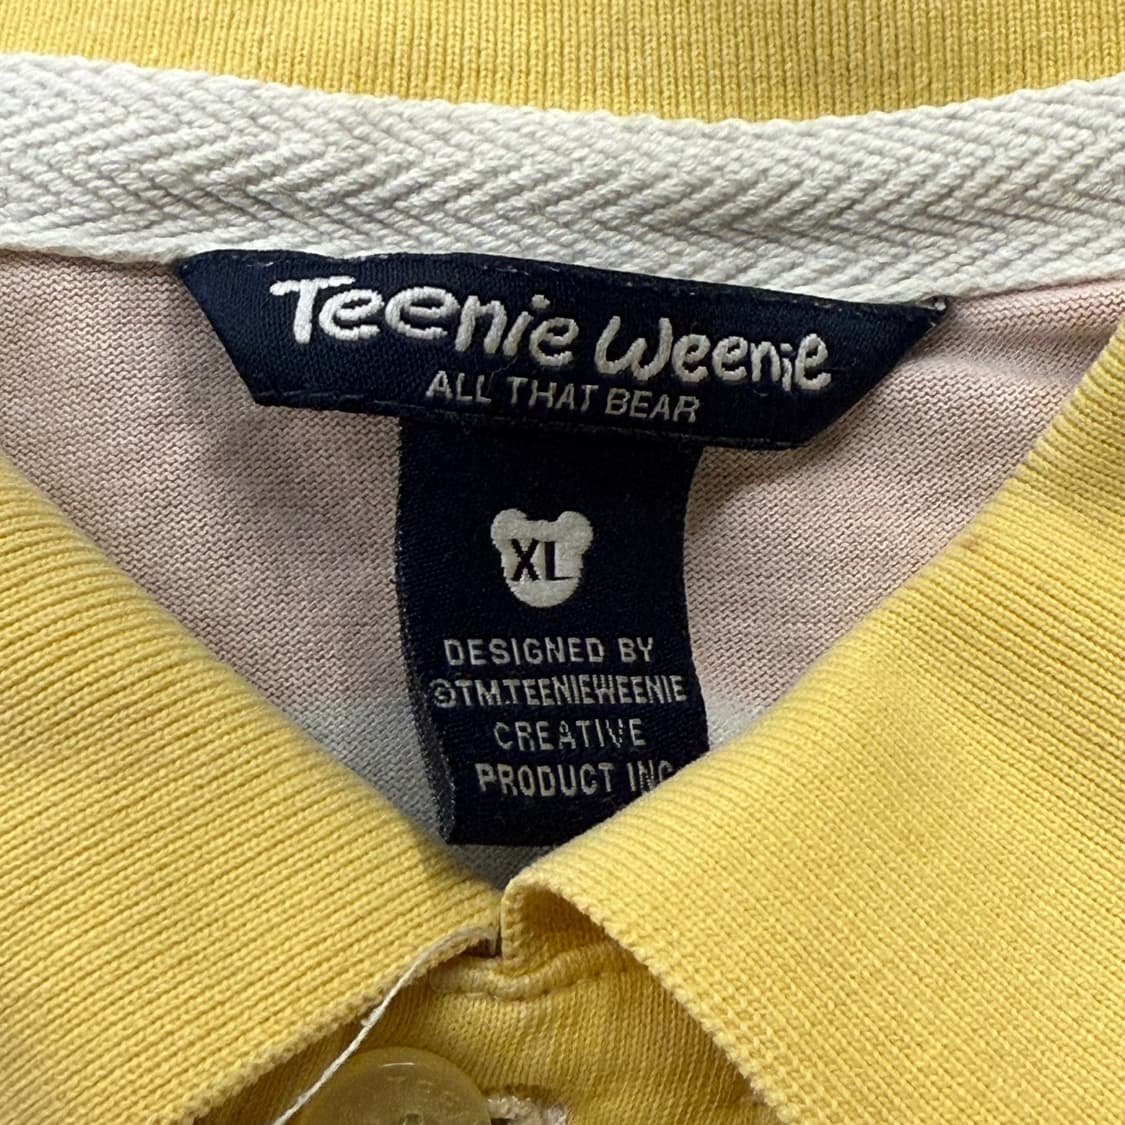 Teenie Weenie
ALL THAT BEAR
XL
DESIGNED BY
@TM.TEENIEWEENIE
CREATIVE
PRODUCT INC